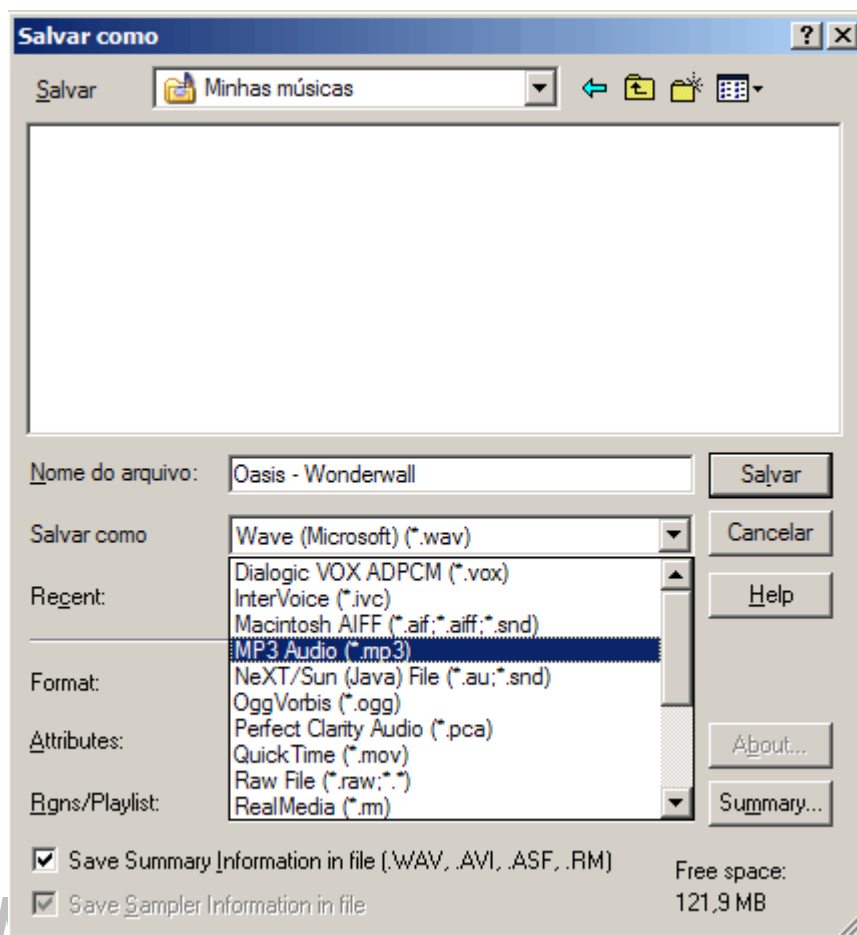 Salvar como
Salvar
Minhas músicas
Nome do arquivo:
Oasis - Wonderwall
Salvar
Salvar como
Wave (Microsoft) (*.wav)
Cancelar
Dialogic VOX ADPCM (*.vox)
Recent:
InterVoice (*.ivc)
Help
Macintosh AIFF (*.aif;*.aiff;*.snd)
MP3 Audio (*.mp3)
Format:
NeXT/Sun (Java) File (*.au;*.snd)
OggVorbis (*.ogg)
Attributes:
Perfect Clarity Audio (*.pca)
About...
QuickTime (*.mov)
Raw File (*.raw;*.*)
Rgns/Playlist:
RealMedia (*.rm)
Summary...
Save Summary Information in file (.WAV, .AVI, .ASF, .RM)
Free space:
121,9 MB
Save Sampler Information in file